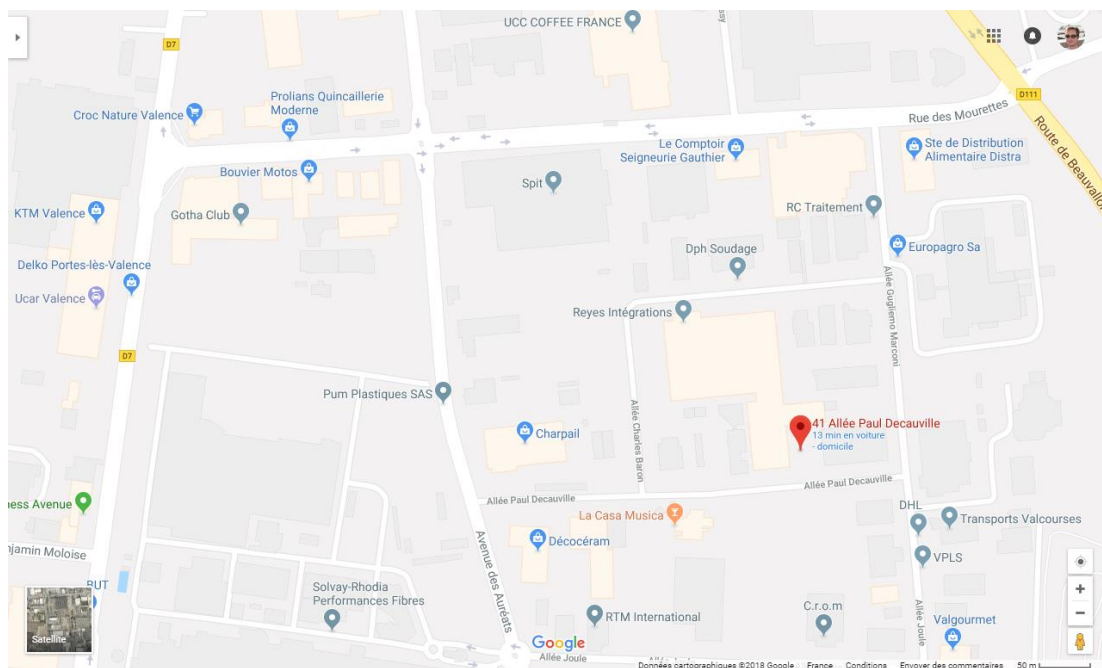 UCC COFFEE FRANCE
D7
D111
Prolians Quincaillerie
Moderne
Croc Nature Valence
Rue des Mourettes
Route de Beauvallon
Le Comptoir
Seigneurie Gauthier
Ste de Distribution
Alimentaire Distra
Bouvier Motos
Spit
KTM Valence
Gotha Club
RC Traitement
Dph Soudage
Europagro Sa
Delko Portes-lès-Valence
Ucar Valence
Allée Gugliemo Marconi
Reyes Intégrations
D7
Pum Plastiques SAS
Allée Charles Baron
Charpail
41 Allée Paul Decauville
13 min en voiture
- domicile
Allée Paul Decauville
Allée Paul Decauville
ness Avenue
La Casa Musica
DHL
Transports Valcourses
Décocéram
njamin Moloise
VPLS
Avenue des Auréats
BUT
Solvay-Rhodia
Performances Fibres
RTM International
C.r.o.m
Allée Joule
Valgourmet
Satellite
Google
Allée Joule
Données cartographiques ©2018 Google France Conditions Envoyer des commentaires 50 m